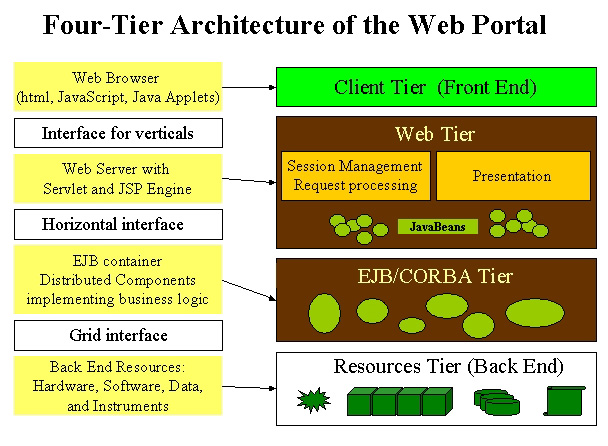 Four-Tier Architecture of the Web Portal
Web Browser
(html, JavaScript, Java Applets)
Client Tier (Front End)
Interface for verticals
Web Tier
Web Server with
Servlet and JSP Engine
Session Management
Request processing
Presentation
Horizontal interface
JavaBeans
EJB container
Distributed Components
implementing business logic
EJB/CORBA Tier
Grid interface
Back End Resources:
Hardware, Software, Data,
and Instruments
Resources Tier (Back End)